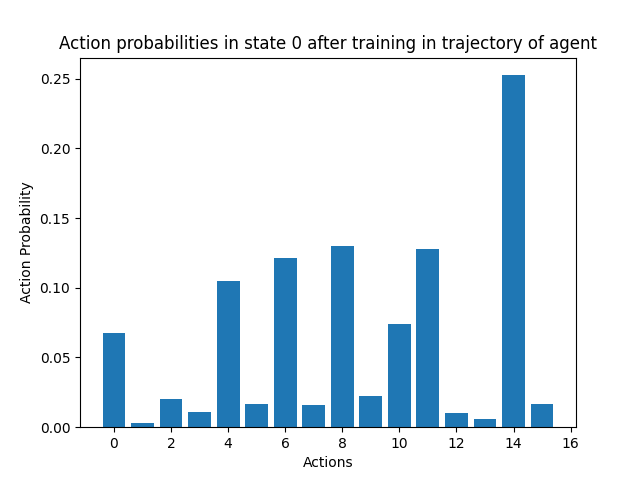 Action probabilities in state 0 after training in trajectory of agent
0.25
0.20
0.15
0.10
0.05
0.00
Action Probability
0 2 4 6 8 10 12 14 16
Actions